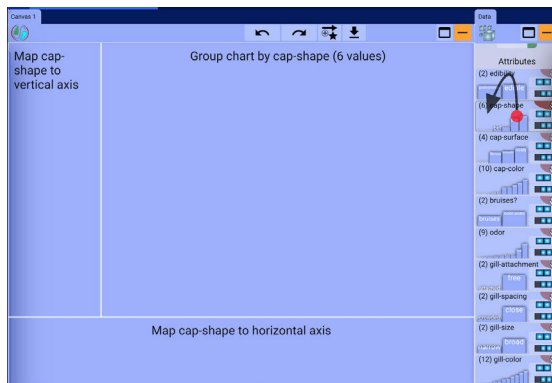 Canvas 1
Data
Map cap-
shape to
vertical axis
Group chart by cap-shape (6 values)
Map cap-shape to horizontal axis
Attributes
(2) edibility
edible
(6) cap-shape
(4) cap-surface
(10) cap-color
(2) bruises?
bruises
(9) odor
(2) gill-attachment
free
(2) gill-spacing
close
(2) gill-size
broad
(12) gill-color